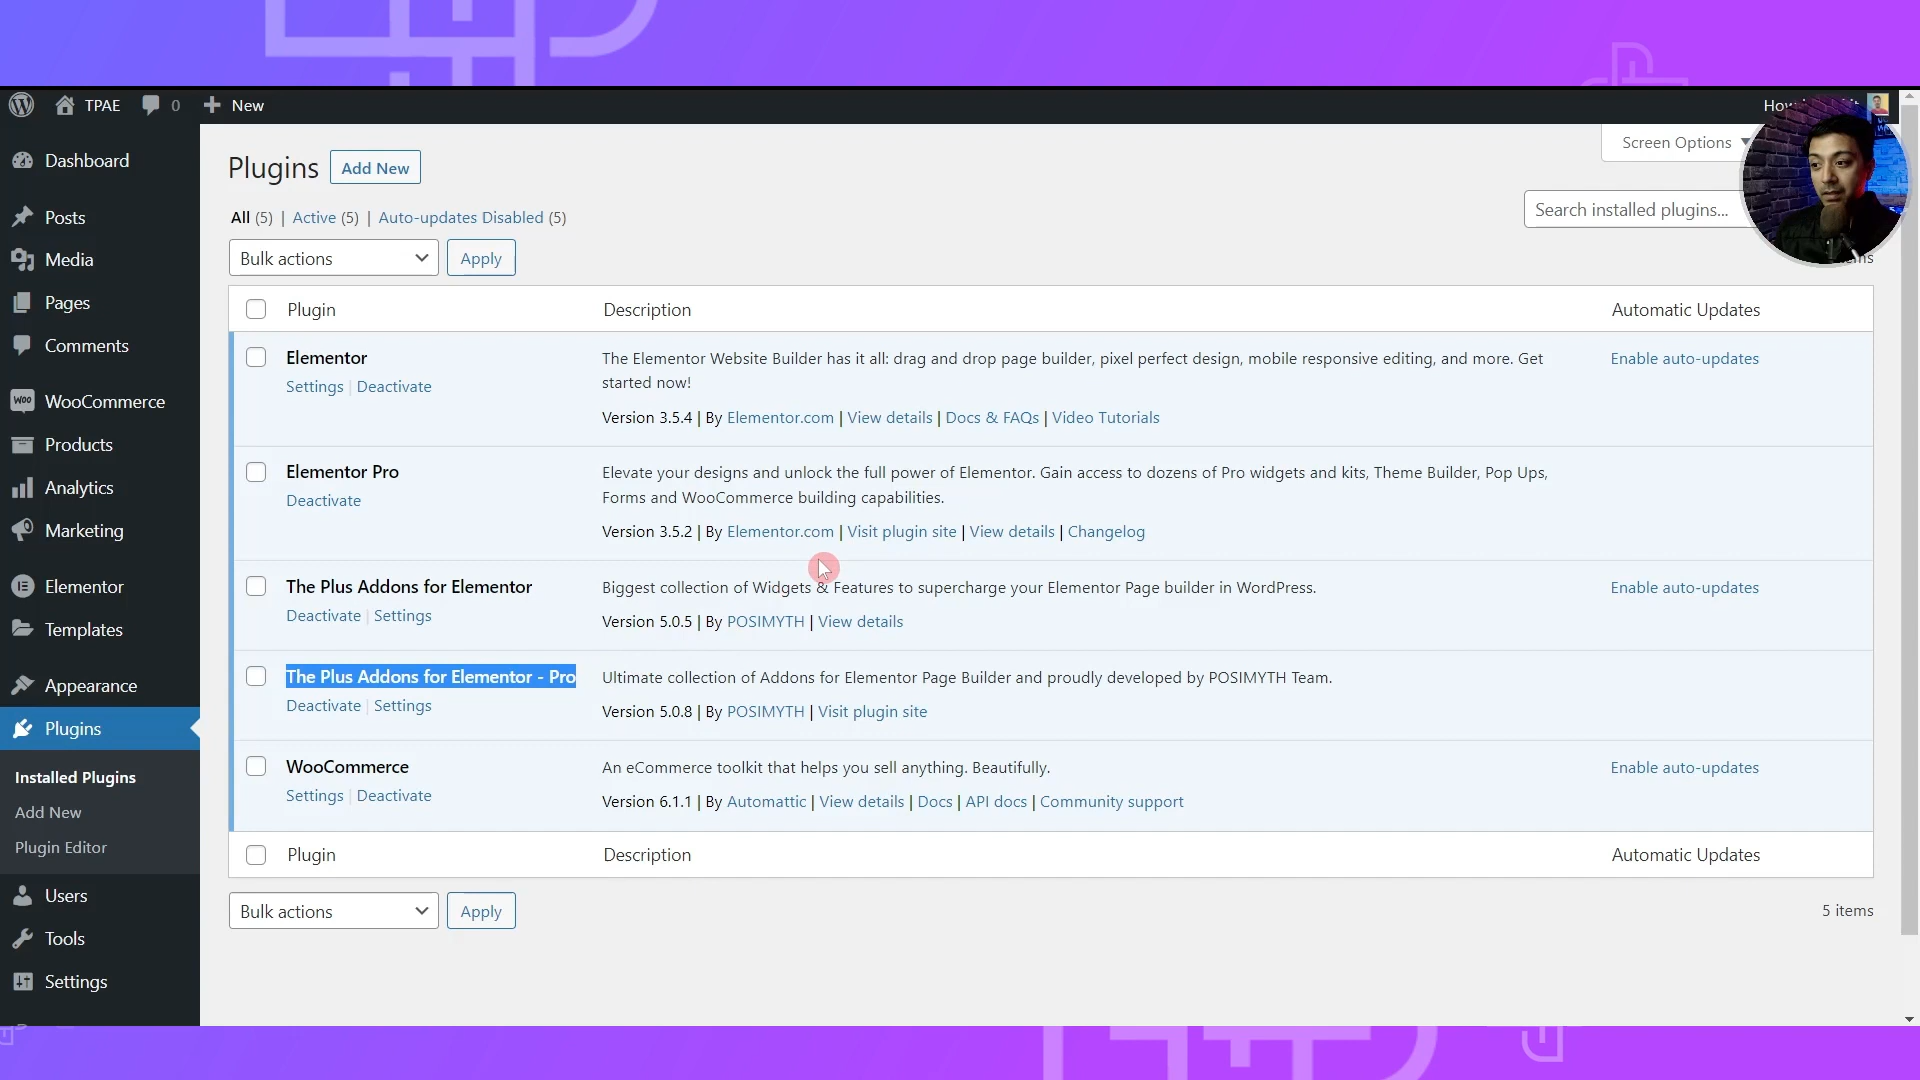 TPAE 0 New
Dashboard
Posts
Media
Pages
Comments
WooCommerce
Products
Analytics
Marketing
Elementor
Templates
Appearance
Plugins
Installed Plugins
Add New
Plugin Editor
Users
Tools
Settings
Screen Options
Plugins Add New
All (5) | Active (5) | Auto-updates Disabled (5)
Search installed plugins...
Bulk actions Apply
Plugin Description Automatic Updates
Elementor
Settings | Deactivate
The Elementor Website Builder has it all: drag and drop page builder, pixel perfect design, mobile responsive editing, and more. Get
started now!
Version 3.5.4 | By Elementor.com | View details | Docs & FAQs | Video Tutorials
Enable auto-updates
Elementor Pro
Deactivate
Elevate your designs and unlock the full power of Elementor. Gain access to dozens of Pro widgets and kits, Theme Builder, Pop Ups,
Forms and WooCommerce building capabilities.
Version 3.5.2 | By Elementor.com | Visit plugin site | View details | Changelog
The Plus Addons for Elementor
Deactivate | Settings
Biggest collection of Widgets & Features to supercharge your Elementor Page builder in WordPress.
Version 5.0.5 | By POSIMYTH | View details
Enable auto-updates
The Plus Addons for Elementor - Pro
Deactivate | Settings
Ultimate collection of Addons for Elementor Page Builder and proudly developed by POSIMYTH Team.
Version 5.0.8 | By POSIMYTH | Visit plugin site
WooCommerce
Settings | Deactivate
An eCommerce toolkit that helps you sell anything. Beautifully.
Version 6.1.1 | By Automattic | View details | Docs | API docs | Community support
Enable auto-updates
Plugin Description Automatic Updates
Bulk actions Apply
5 items